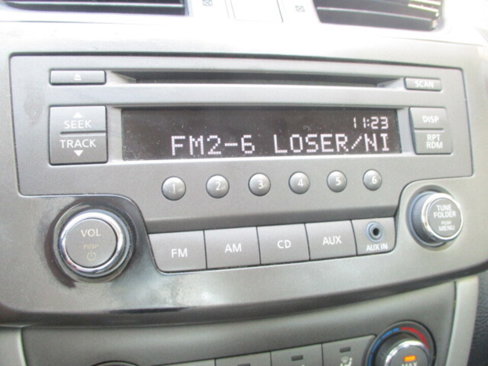 SCAN
SEEK
TRACK
11:23
FM2-6 LOSER/NI
DISP
RPT
RDM
1 2 3 4 5 6
VOL
PUSH
FM AM CD AUX
AUX IN
TUNE
FOLDER
PUSH
MENU
MAX